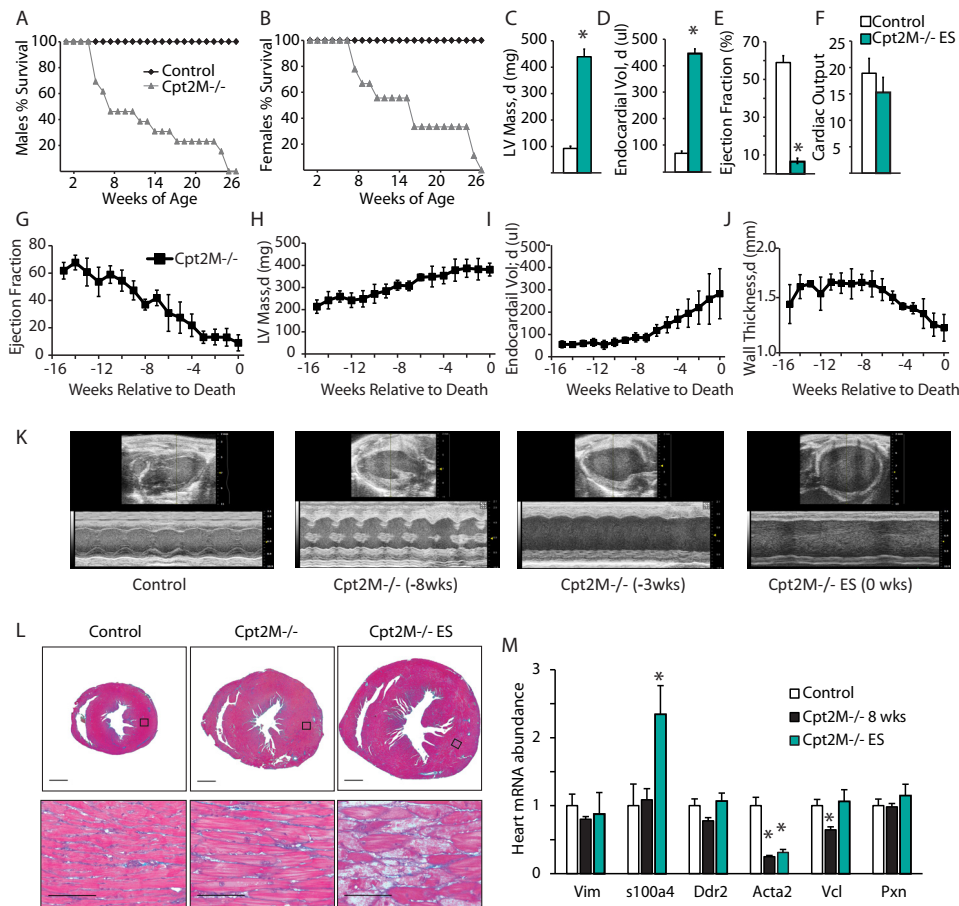 A
Males % Survival
100
80
60
40
20
Control
Cpt2M-/-
2
8
14
20
26
Weeks of Age
B
Females % Survival
100
80
60
40
20
2
8
14
20
26
Weeks of Age
C
LV Mass, d (mg)
500
400
300
200
100
*
D
Endocardial Vol, d (ul)
500
400
300
200
100
*
E
Ejection Fraction (%)
70
50
30
10
*
F
Control
Cpt2M-/- ES
Cardiac Output
25
20
15
10
5
0
G
Ejection Fraction
80
60
40
20
0
Cpt2M-/-
-16
-12
-8
-4
0
Weeks Relative to Death
H
LV Mass,d (mg)
500
400
300
200
100
0
-16
-12
-8
-4
0
Weeks Relative to Death
I
Endocardail Vol; d (ul)
500
400
300
200
100
0
-16
-12
-8
-4
0
Weeks Relative to Death
J
Wall Thickness,d (mm)
2.0
1.5
1.0
-16
-12
-8
-4
0
Weeks Relative to Death
K
Control
Cpt2M-/- (-8wks)
Cpt2M-/- (-3wks)
Cpt2M-/- ES (0 wks)
L
Control
Cpt2M-/-
Cpt2M-/- ES
M
Heart mRNA abundance
3
2
1
0
Control
Cpt2M-/- 8 wks
Cpt2M-/- ES
*
* *
*
Vim
s100a4
Ddr2
Acta2
Vcl
Pxn